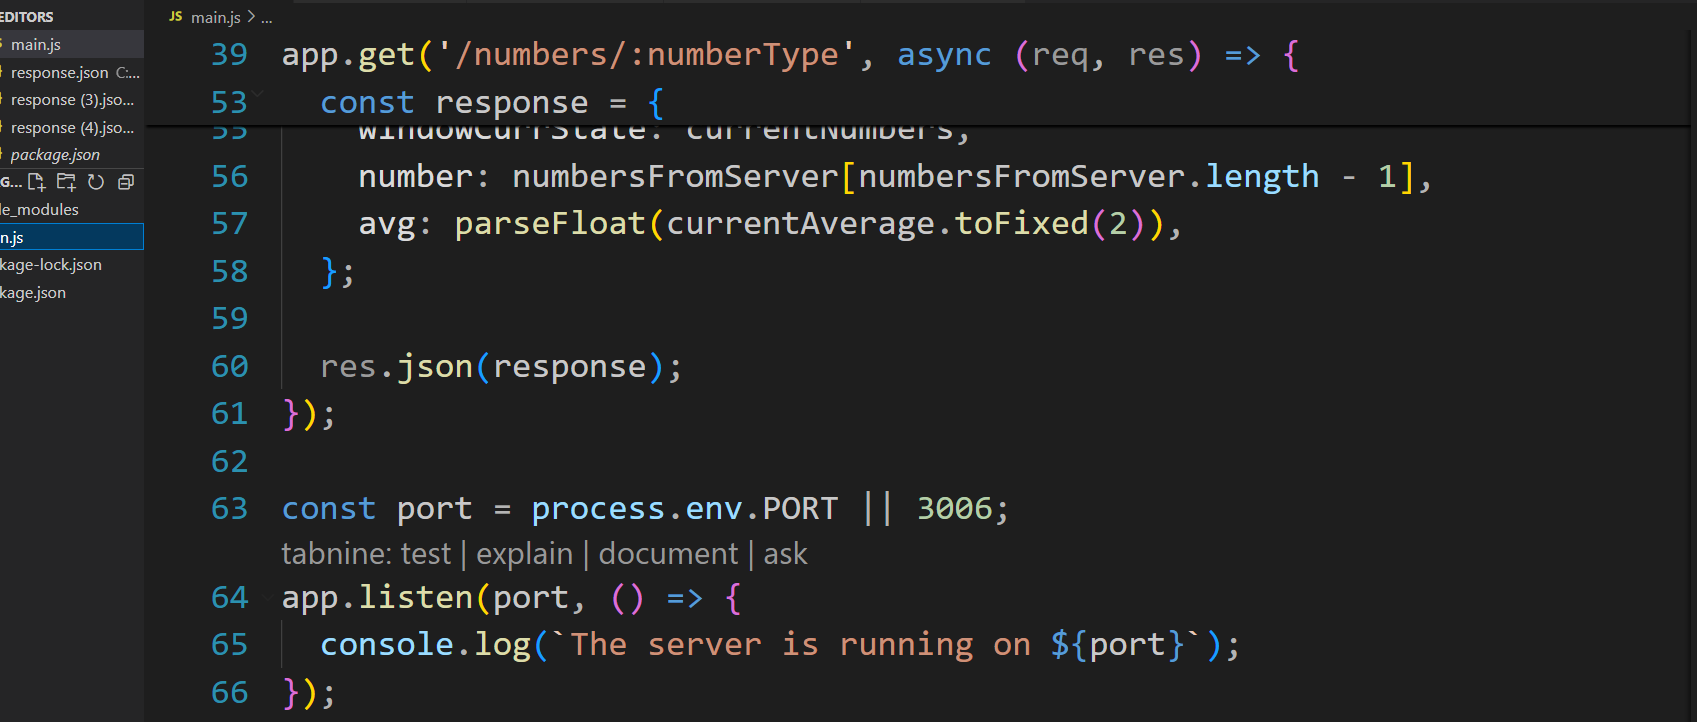 EDITORS
main.js
response.json C:...
response (3).jso...
response (4).jso...
package.json
G...
le_modules
n.js
kage-lock.json
kage.json
JS main.js > ...
39 app.get('/numbers/:numberType', async (req, res) => {
53 const response = {
55 windowCurrState: currentNumbers,
56 number: numbersFromServer[numbersFromServer.length - 1],
57 avg: parseFloat(currentAverage.toFixed(2)),
58 };
59
60 res.json(response);
61 });
62
63 const port = process.env.PORT || 3006;
tabnine: test | explain | document | ask
64 app.listen(port, () => {
65 console.log(`The server is running on ${port}`);
66 });